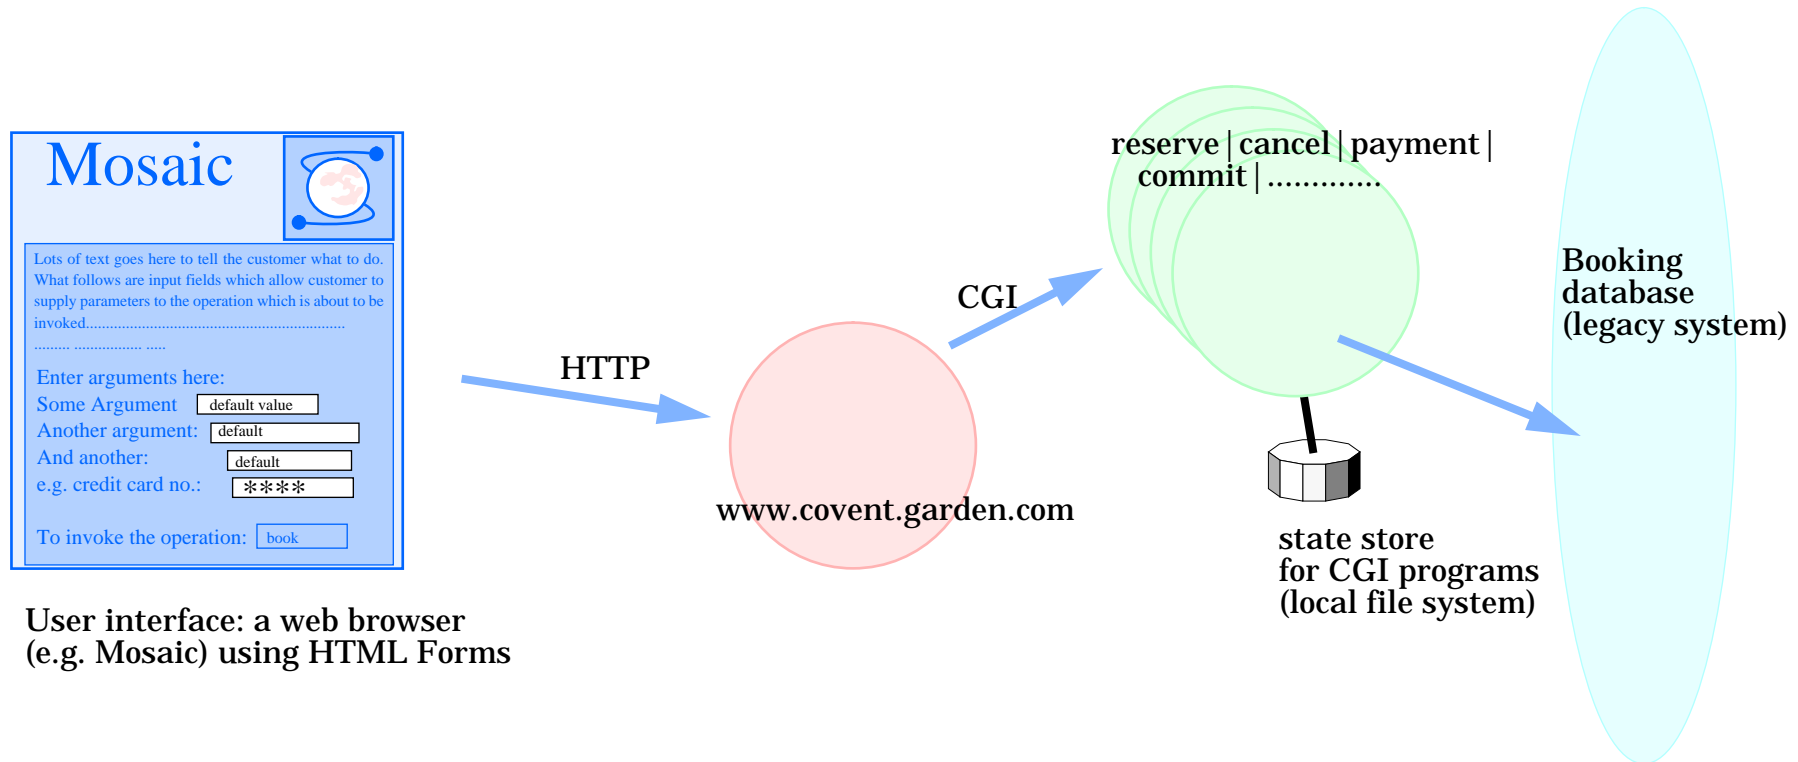 Mosaic
Lots of text goes here to tell the customer what to do.
What follows are input fields which allow customer to
supply parameters to the operation which is about to be
invoked.................................................................
......... ................. .....
Enter arguments here:
Some Argument default value
Another argument: default
And another: default
e.g. credit card no.: ****
To invoke the operation: book
User interface: a web browser
(e.g. Mosaic) using HTML Forms
HTTP
www.covent.garden.com
CGI
reserve|cancel|payment|
commit|.............
state store
for CGI programs
(local file system)
Booking
database
(legacy system)